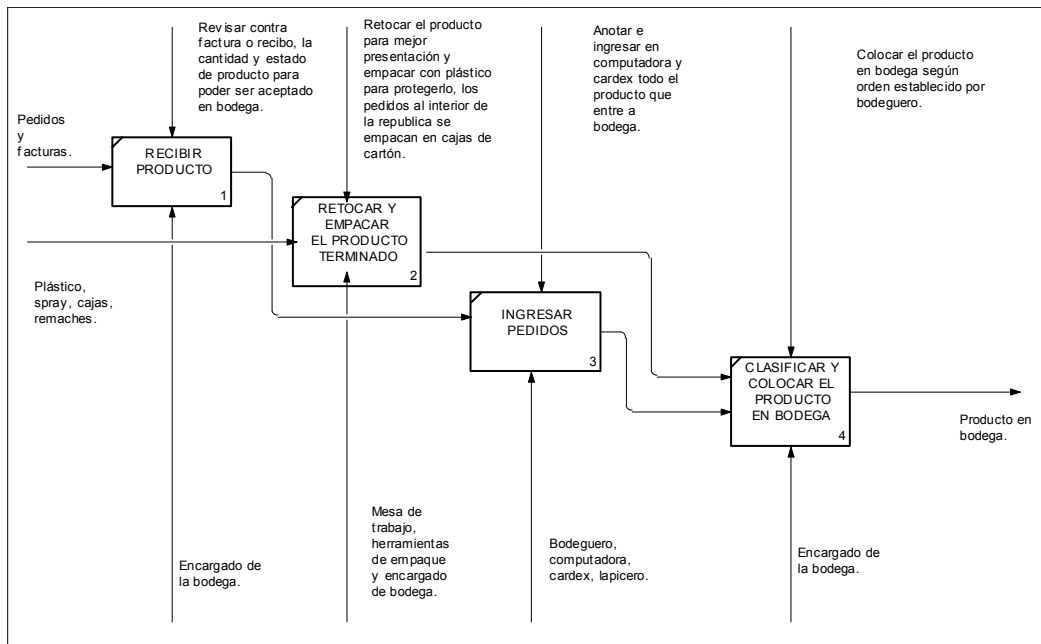 Revisar contra
factura o recibo, la
cantidad y estado
de producto para
poder ser aceptado
en bodega.
Retocar el producto
para mejor
presentación y
empacar con plástico
para protegerlo, los
pedidos al interior de
la republica se
empacan en cajas de
cartón.
Anotar e
ingresar en
computadora y
cardex todo el
producto que
entre a
bodega.
Colocar el producto
en bodega según
orden establecido por
bodeguero.
Pedidos
y
facturas.
RECIBIR
PRODUCTO
1
RETOCAR Y
EMPACAR
EL PRODUCTO
TERMINADO
2
Plástico,
spray, cajas,
remaches.
INGRESAR
PEDIDOS
3
CLASIFICAR Y
COLOCAR EL
PRODUCTO
EN BODEGA
4
Producto en
bodega.
Encargado de
la bodega.
Mesa de
trabajo,
herramientas
de empaque
y encargado
de bodega.
Bodeguero,
computadora,
cardex, lapicero.
Encargado de
la bodega.